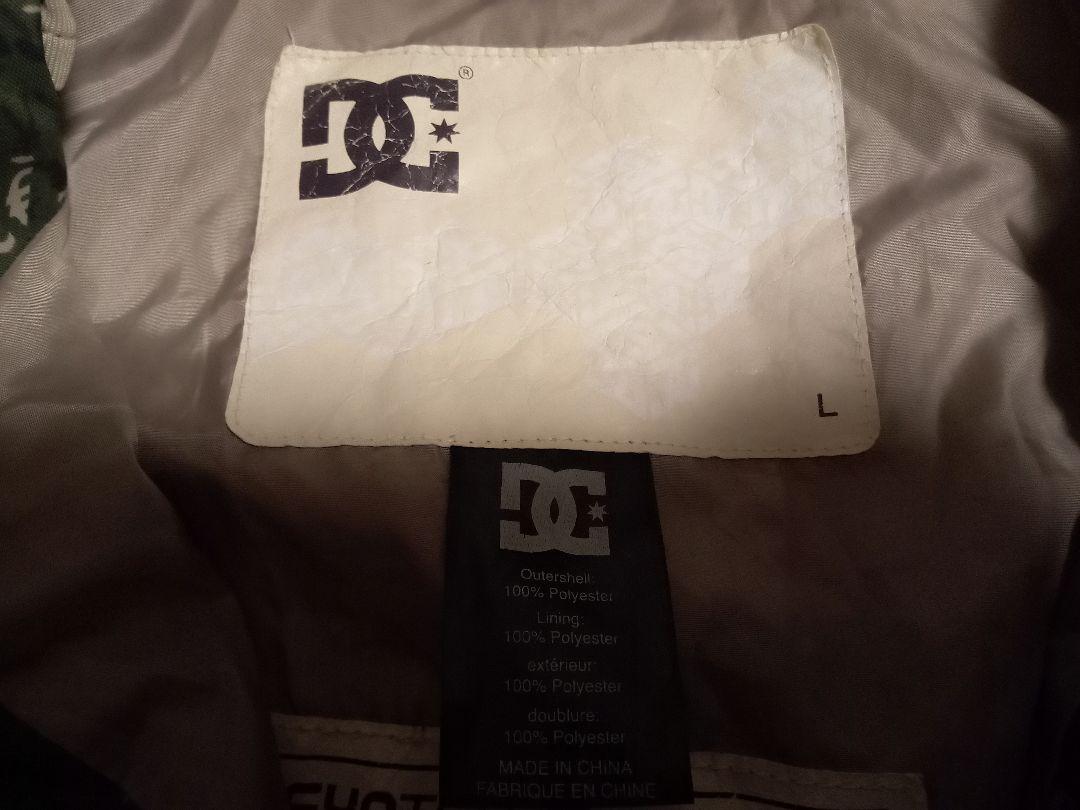 DC®
L
DC
Outershell:
100% Polyester
Lining:
100% Polyester
extérieur:
100% Polyester
doublure:
100% Polyester
MADE IN CHINA
FABRIQUE EN CHINE